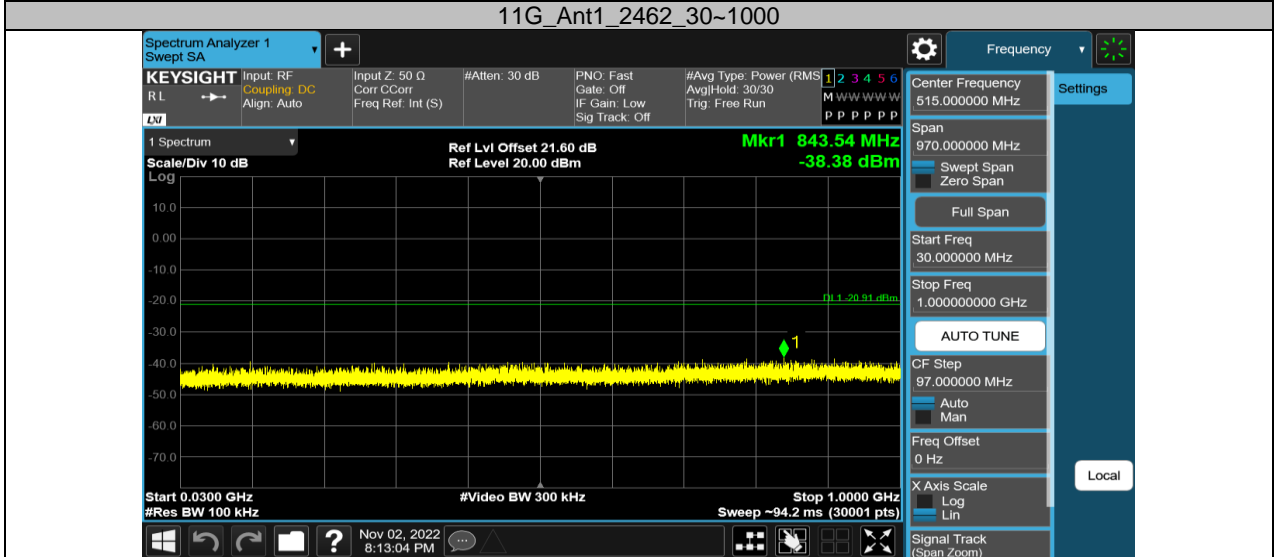 11G_Ant1_2462_30~1000
Spectrum Analyzer 1
Swept SA
Frequency
KEYSIGHT
R L
LXI
Input: RF
Coupling: DC
Align: Auto
Input Z: 50 Ω
Corr CCorr
Freq Ref: Int (S)
#Atten: 30 dB
PNO: Fast
Gate: Off
IF Gain: Low
Sig Track: Off
#Avg Type: Power (RMS
Avg|Hold: 30/30
Trig: Free Run
1 2 3 4 5 6
M W W W W W
P P P P P P
1 Spectrum
Scale/Div 10 dB
Log
Ref Lvl Offset 21.60 dB
Ref Level 20.00 dBm
Mkr1 843.54 MHz
-38.38 dBm
10.0
0.00
-10.0
-20.0
-30.0
-40.0
-50.0
-60.0
-70.0
DL1 -20.91 dBm
1
Start 0.0300 GHz
#Res BW 100 kHz
#Video BW 300 kHz
Stop 1.0000 GHz
Sweep ~94.2 ms (30001 pts)
Center Frequency
515.000000 MHz
Span
970.000000 MHz
Swept Span
Zero Span
Full Span
Start Freq
30.000000 MHz
Stop Freq
1.000000000 GHz
AUTO TUNE
CF Step
97.000000 MHz
Auto
Man
Freq Offset
0 Hz
X Axis Scale
Log
Lin
Signal Track
(Span Zoom)
Settings
Local
?
Nov 02, 2022
8:13:04 PM